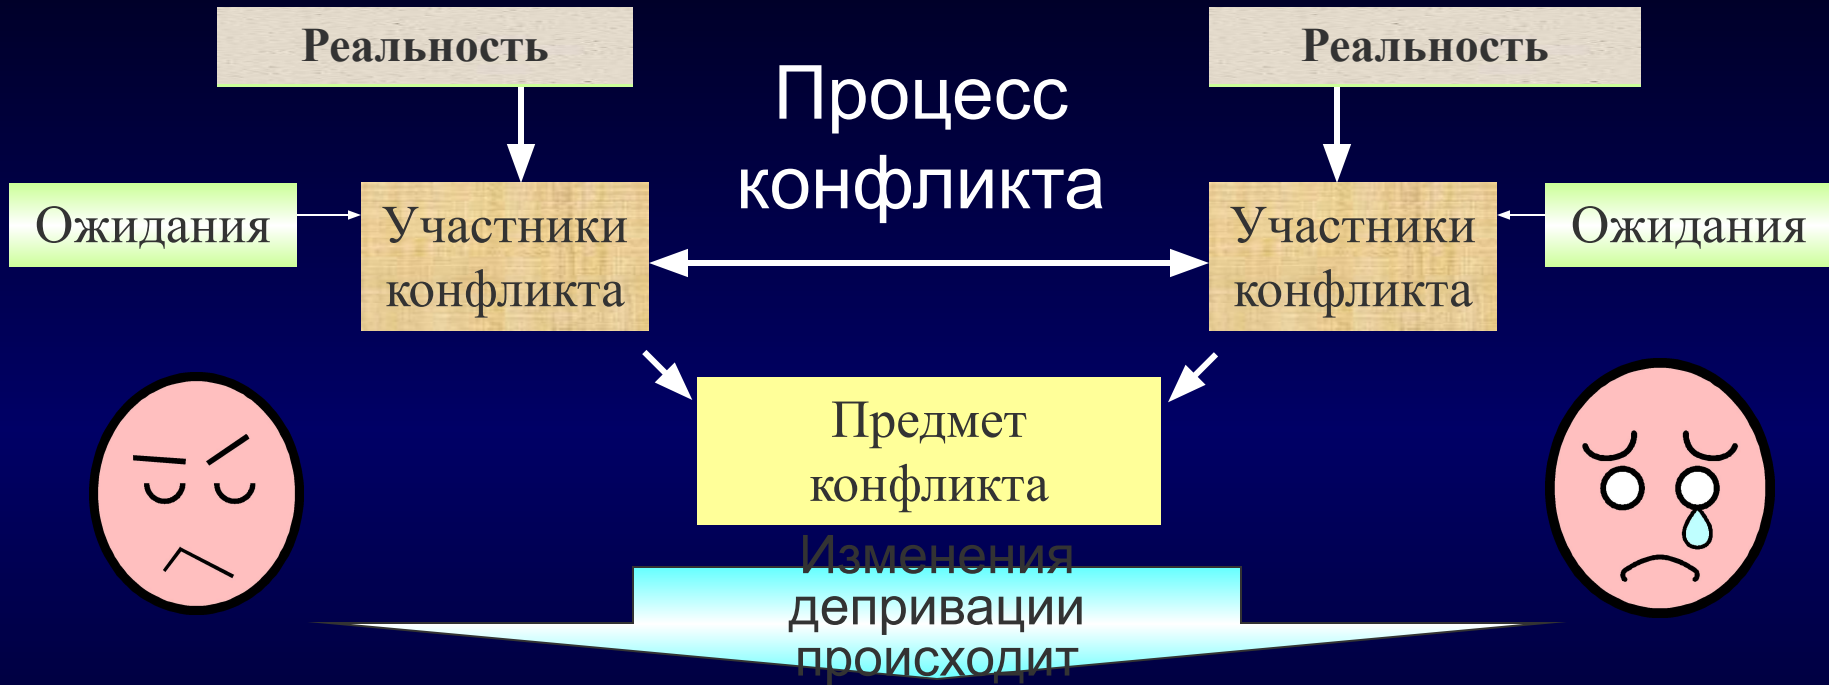 Реальность
Процесс
конфликта
Реальность
Ожидания
Участники
конфликта
Участники
конфликта
Ожидания
Предмет
конфликта
Изменения
депривации
происходит